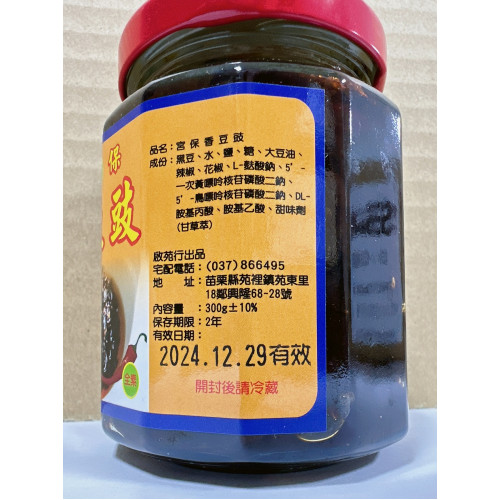 保
豉
全素
品名：宮保香豆豉
成份：黑豆、水、鹽、糖、大豆油、
辣椒、花椒、L-麩酸鈉、5'-
一次黃嘌呤核苷磷酸二鈉、
5'-鳥嘌呤核苷磷酸二鈉、DL-
胺基丙酸、胺基乙酸、甜味劑
(甘草萃)
啟苑行出品
宅配電話：(037)866495
地址：苗栗縣苑裡鎮苑東里
18鄰興隆68-28號
內容量：300g±10%
保存期限：2年
有效日期：
2024.12.29有效
開封後請冷藏